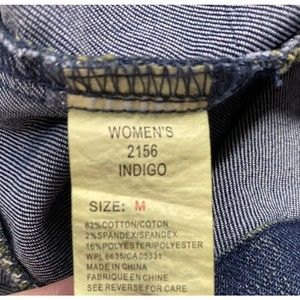 WOMEN'S
2156
INDIGO
SIZE: M
82%COTTON/COTON
2%SPANDEX/SPANDEX
16%POLYESTER/POLYESTER
WPL 6635/CA05331
MADE IN CHINA
FABRIQUE EN CHINE
SEE REVERSE FOR CARE